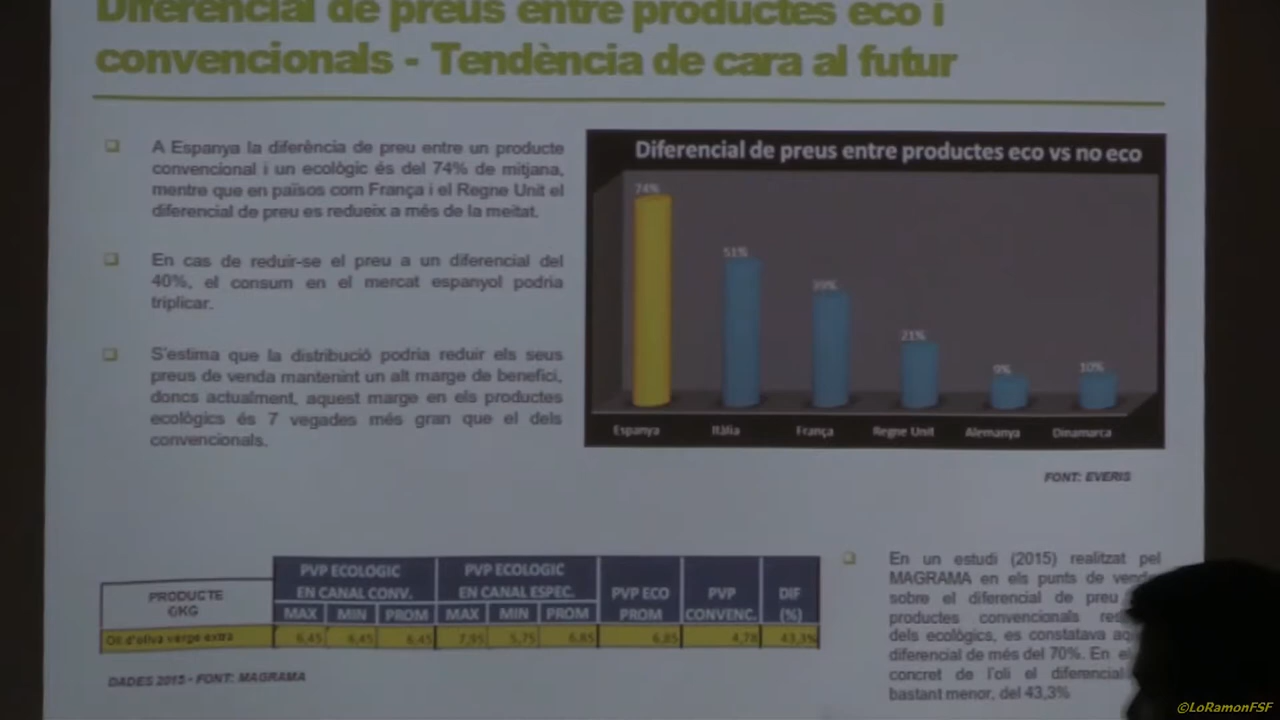 Diferencial de preus entre productes eco i
convencionals - Tendència de cara al futur
A Espanya la diferència de preu entre un producte
convencional i un ecològic és del 74% de mitjana,
mentre que en països com França i el Regne Unit el
diferencial de preu es redueix a més de la meitat.
En cas de reduir-se el preu a un diferencial del
40%, el consum en el mercat espanyol podria
triplicar.
S'estima que la distribució podria reduir els seus
preus de venda mantenint un alt marge de benefici,
doncs actualment, aquest marge en els productes
ecològics és 7 vegades més gran que el dels
convencionals.
Diferencial de preus entre productes eco vs no eco
74%
51%
39%
21%
9%
10%
Espanya Itàlia França Regne Unit Alemanya Dinamarca
FONT: EVERIS
PRODUCTE
€/KG
PVP ECOLOGIC
EN CANAL CONV.
PVP ECOLOGIC
EN CANAL ESPEC.
PVP ECO
PROM
PVP
CONVENC.
DIF
(%)
MAX MIN PROM MAX MIN PROM
Oli d'oliva verge extra 6,45 6,45 6,45 7,95 5,75 6,85 6,85 4,78 43,3%
DADES 2015 - FONT: MAGRAMA
En un estudi (2015) realitzat pel
MAGRAMA en els punts de
sobre el diferencial de preu
productes convencionals
dels ecològics, es constatava
diferencial de més del 70%. En
concret de l'oli el diferencial
bastant menor, del 43,3%
©LoRamonFSF